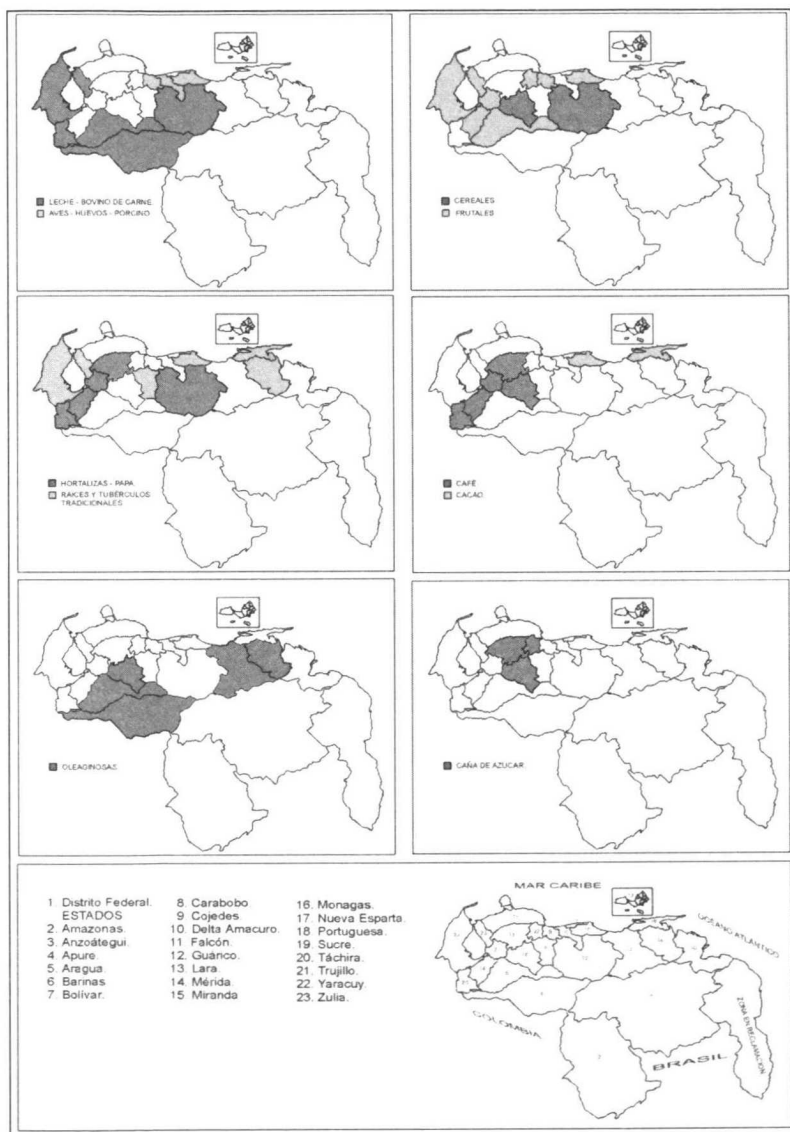 LECHE - BOVINO DE CARNE.
AVES - HUEVOS - PORCINO
CEREALES
FRUTALES
HORTALIZAS - PAPA
RAICES Y TUBÉRCULOS
TRADICIONALES
CAFÉ
CACAO
OLEAGINOSAS
CAÑA DE AZUCAR
1. Distrito Federal.
ESTADOS
2. Amazonas.
3. Anzoátegui.
4. Apure.
5. Aragua.
6. Barinas
7. Bolívar.
8. Carabobo.
9. Cojedes.
10. Delta Amacuro.
11. Falcón.
12. Guárico.
13. Lara.
14. Mérida.
15. Miranda
16. Monagas.
17. Nueva Esparta.
18. Portuguesa.
19. Sucre.
20. Táchira.
21. Trujillo.
22. Yaracuy.
23. Zulia.
MAR CARIBE
OCEANO ATLÁNTICO
ZONA EN RECLAMACION
COLOMBIA
BRASIL